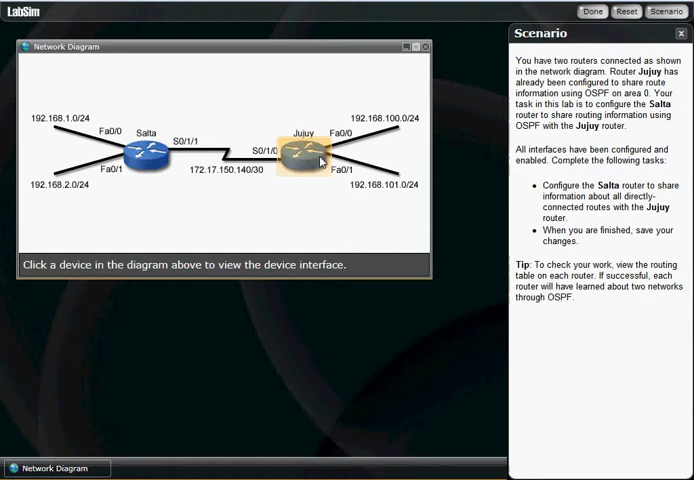 LabSim
Done
Reset
Scenario
Network Diagram
192.168.1.0/24
Fa0/0
Salta
S0/1/1
Fa0/1
192.168.2.0/24
172.17.150.140/30
S0/1/0
Jujuy
192.168.100.0/24
Fa0/0
Fa0/1
192.168.101.0/24
Click a device in the diagram above to view the device interface.
Scenario
X
You have two routers connected as shown
in the network diagram. Router Jujuy has
already been configured to share route
information using OSPF on area 0. Your
task in this lab is to configure the Salta
router to share routing information using
OSPF with the Jujuy router.
All interfaces have been configured and
enabled. Complete the following tasks:
• Configure the Salta router to share
information about all directly-
connected routes with the Jujuy
router.
• When you are finished, save your
changes.
Tip: To check your work, view the routing
table on each router. If successful, each
router will have learned about two networks
through OSPF.
Network Diagram